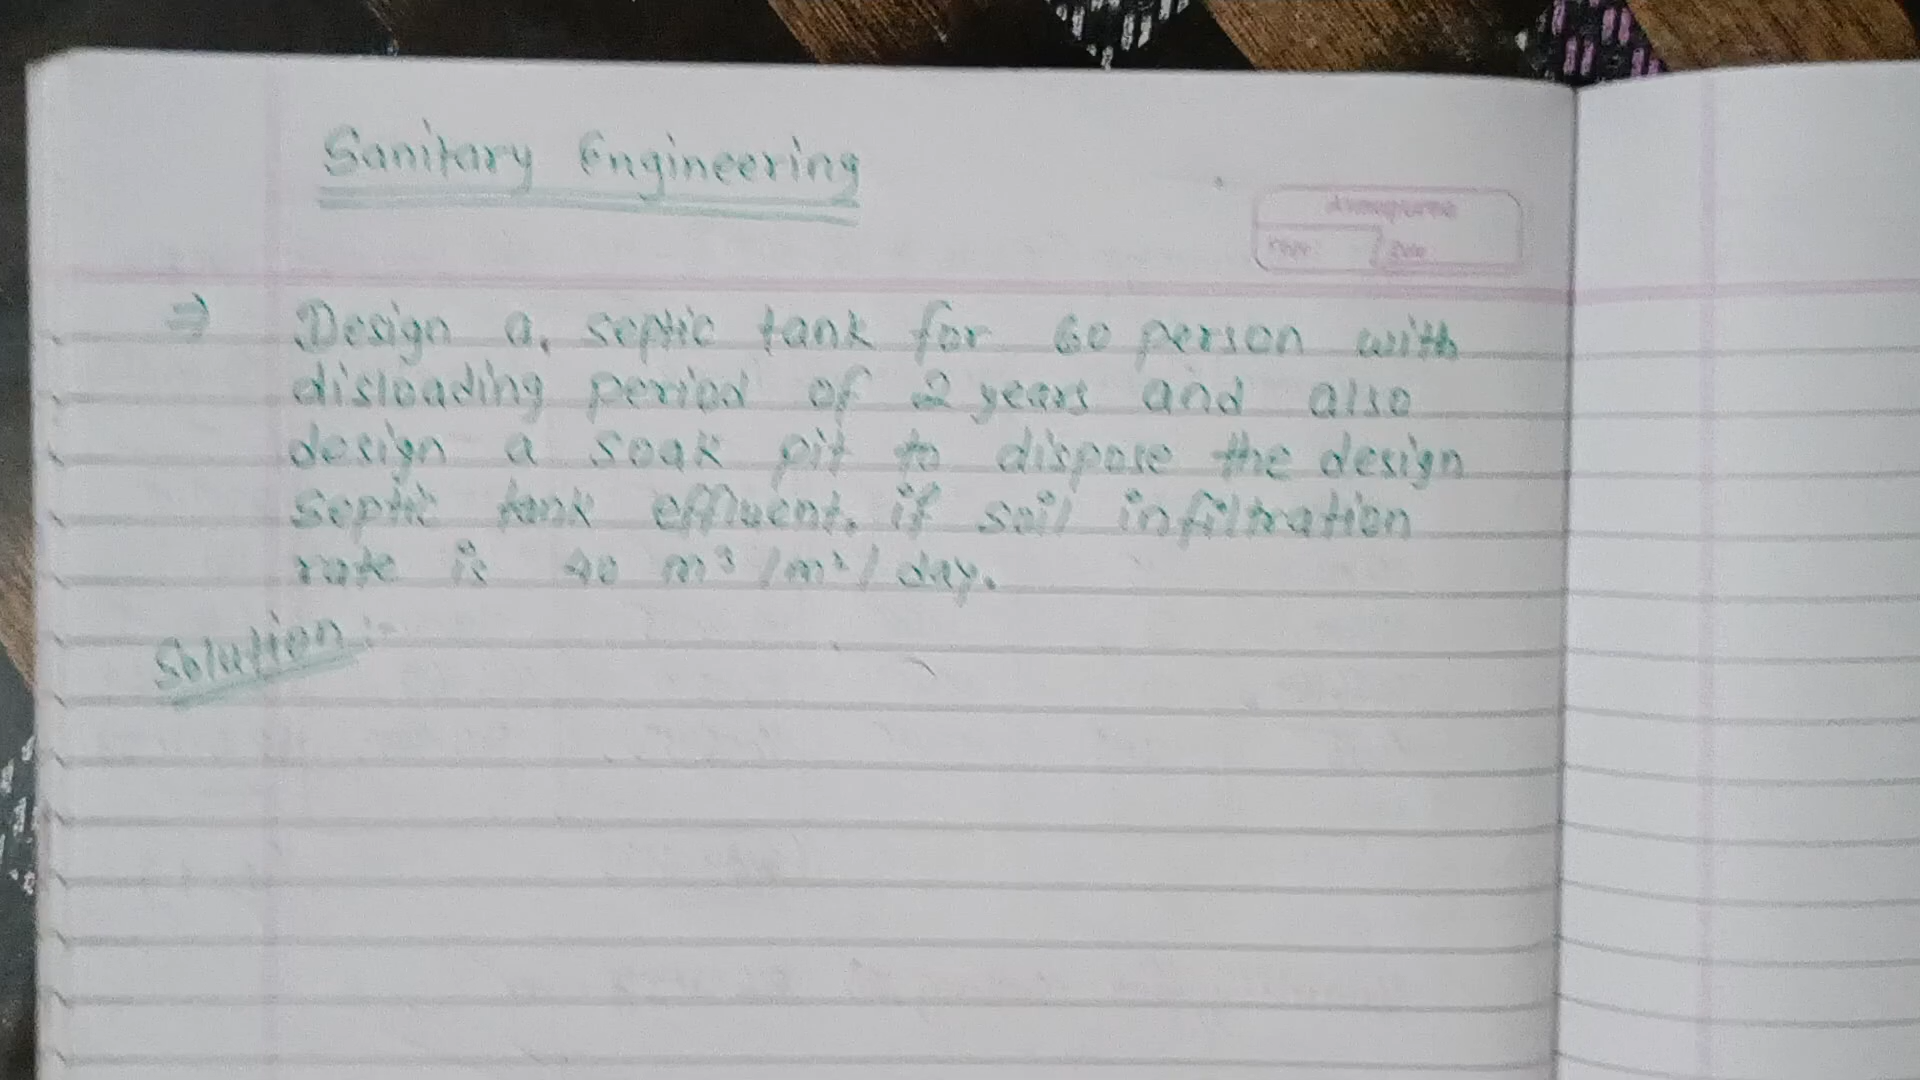 Sanitary Engineering
⇒ Design a, septic tank for 60 person with
disloading period of 2 years and also
design a soak pit to dispose the design
septic tank effluent. if soil infiltration
rate is 40 m³/m²/day.
Solution:-